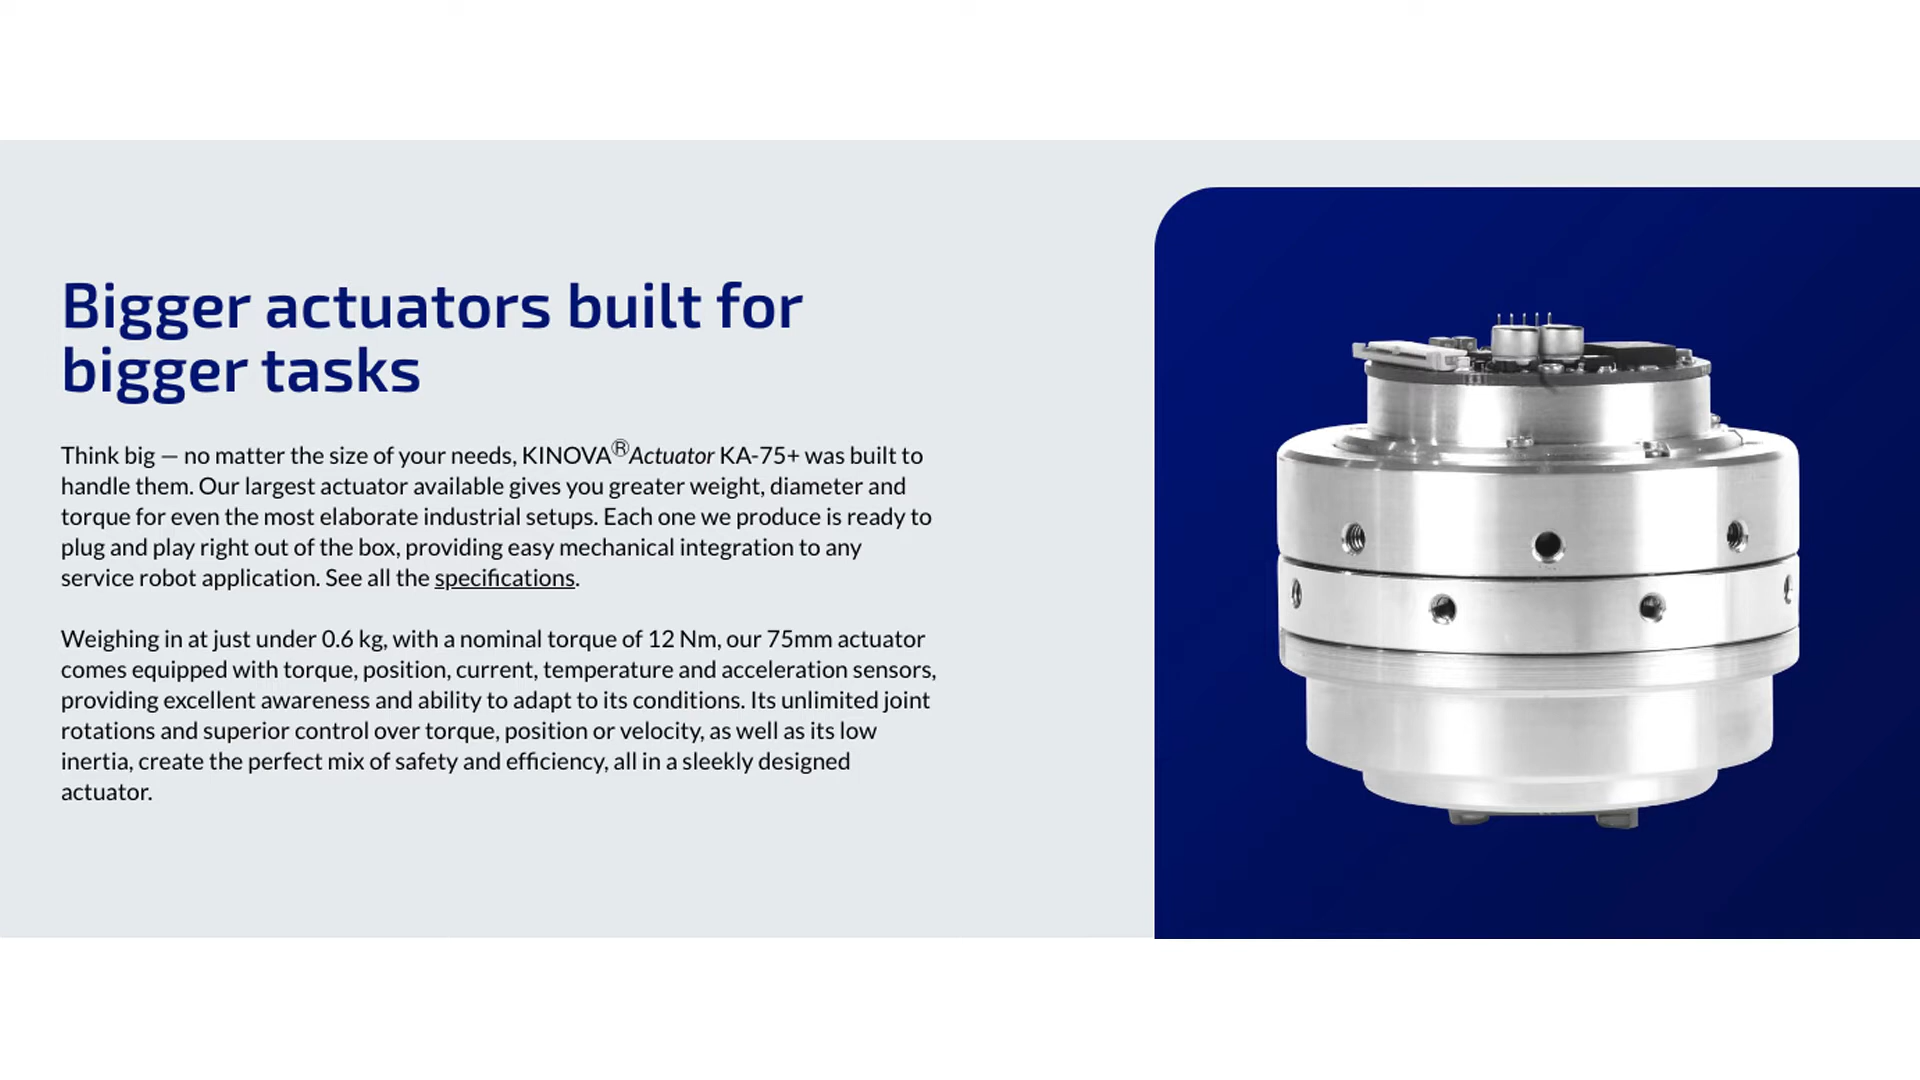 Bigger actuators built for
bigger tasks
Think big — no matter the size of your needs, KINOVA®Actuator KA-75+ was built to
handle them. Our largest actuator available gives you greater weight, diameter and
torque for even the most elaborate industrial setups. Each one we produce is ready to
plug and play right out of the box, providing easy mechanical integration to any
service robot application. See all the specifications.
Weighing in at just under 0.6 kg, with a nominal torque of 12 Nm, our 75mm actuator
comes equipped with torque, position, current, temperature and acceleration sensors,
providing excellent awareness and ability to adapt to its conditions. Its unlimited joint
rotations and superior control over torque, position or velocity, as well as its low
inertia, create the perfect mix of safety and efficiency, all in a sleekly designed
actuator.